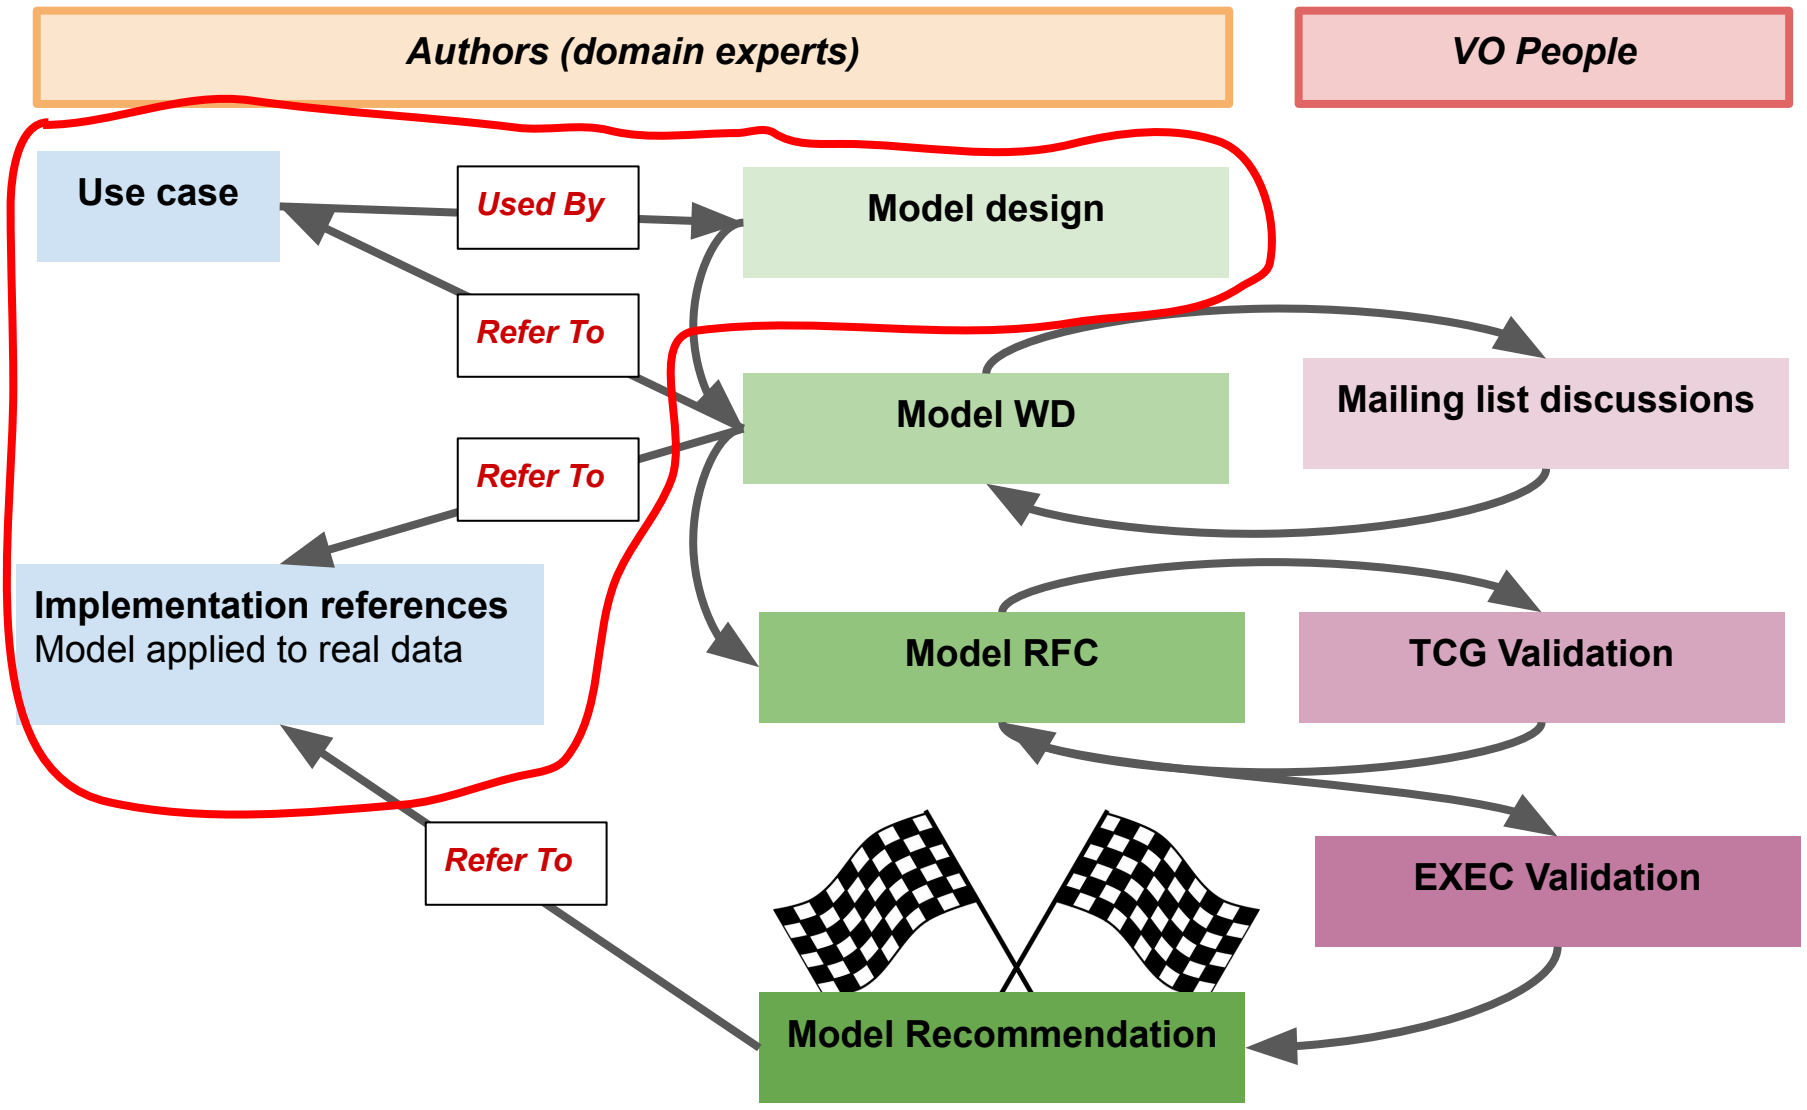 Authors (domain experts)
VO People
Use case
Used By
Model design
Refer To
Model WD
Mailing list discussions
Refer To
Implementation references
Model applied to real data
Model RFC
TCG Validation
Refer To
EXEC Validation
Model Recommendation